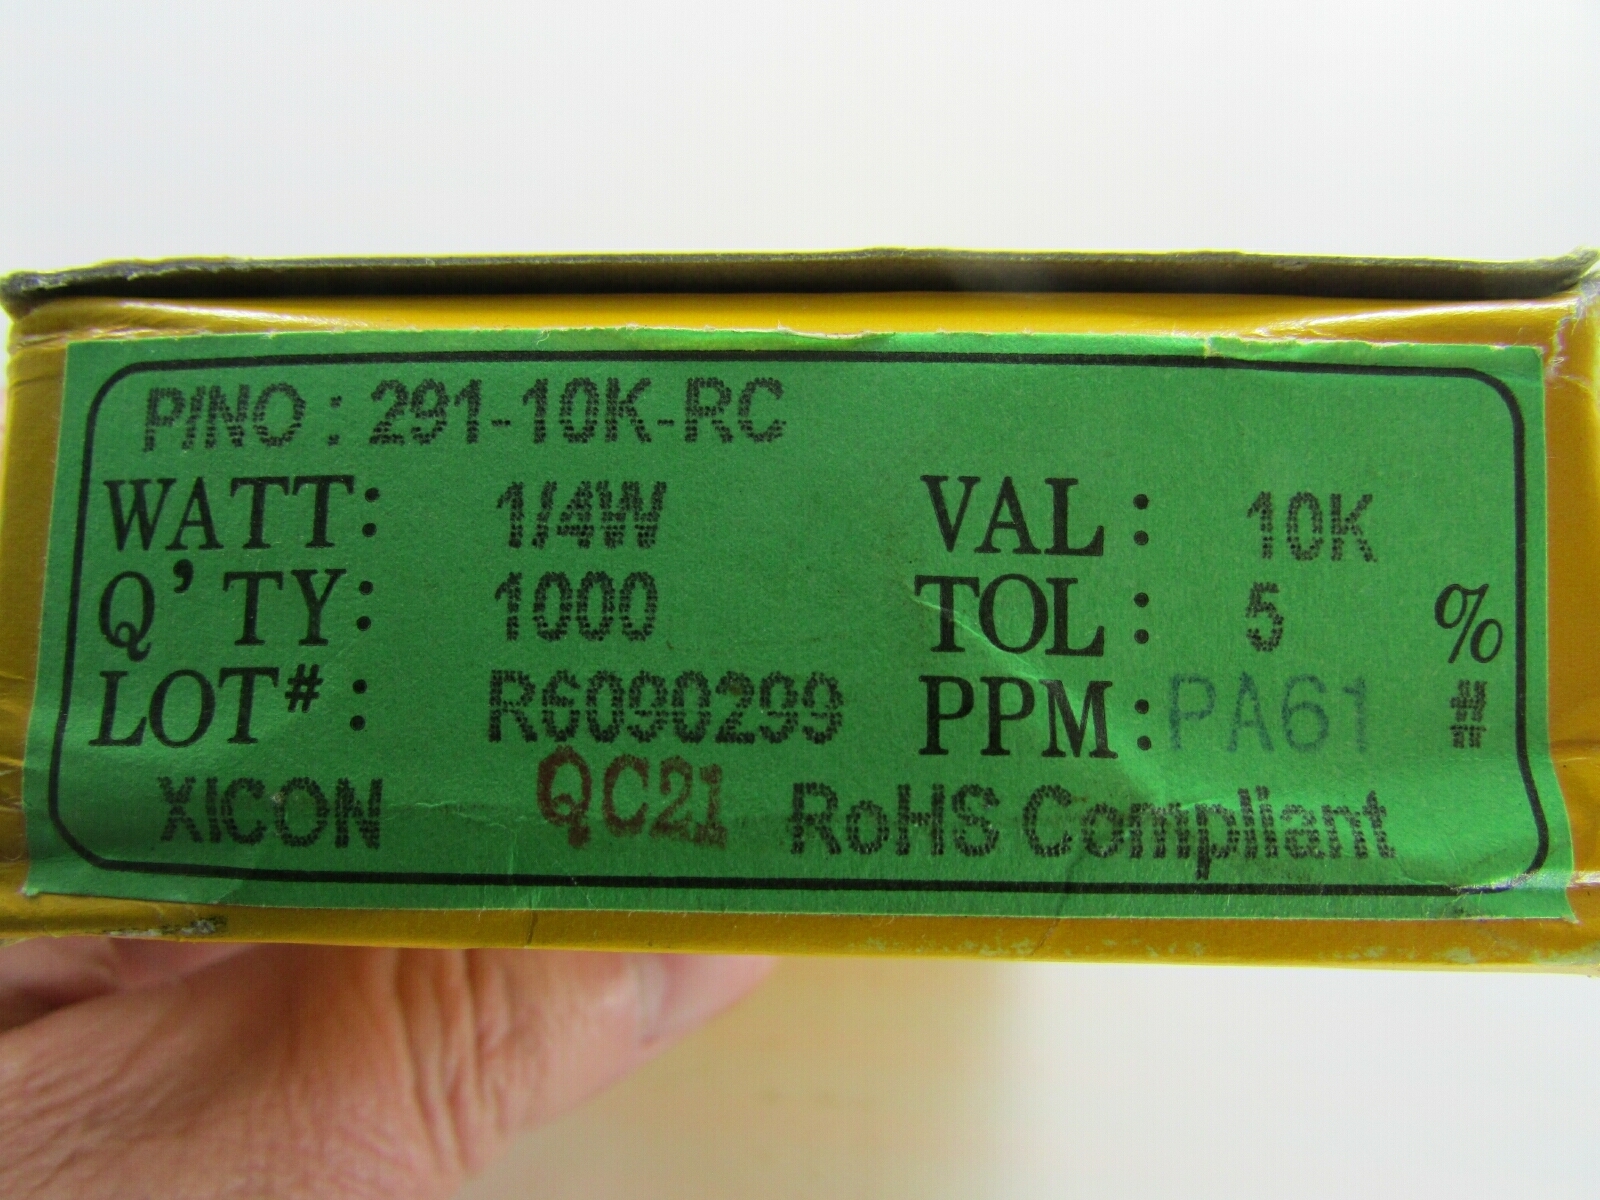 P/NO : 291-10K-RC
WATT: 1/4W VAL : 10K
Q'TY: 1000 TOL : 5 %
LOT# : R6090299 PPM : PA61 #
XICON QC21 RoHS Compliant